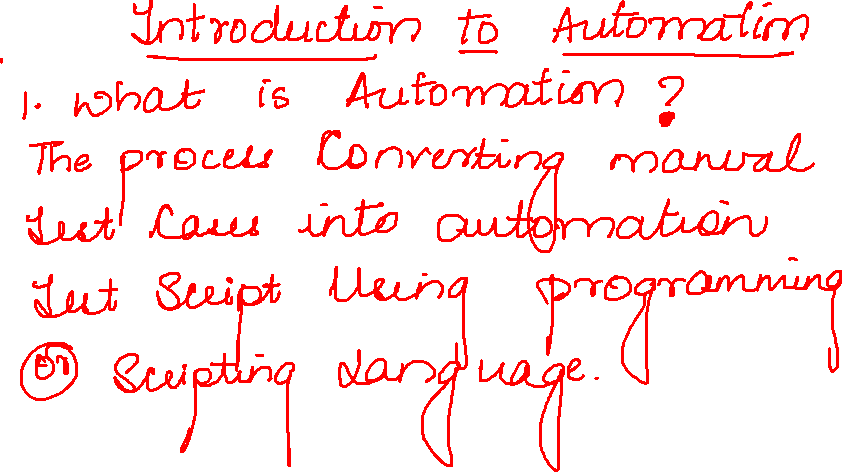 Introduction to Automation
1. What is Automation ?
The process Converting manual
Test Cases into automation
Test Script Using programming
(or) Scripting Language.